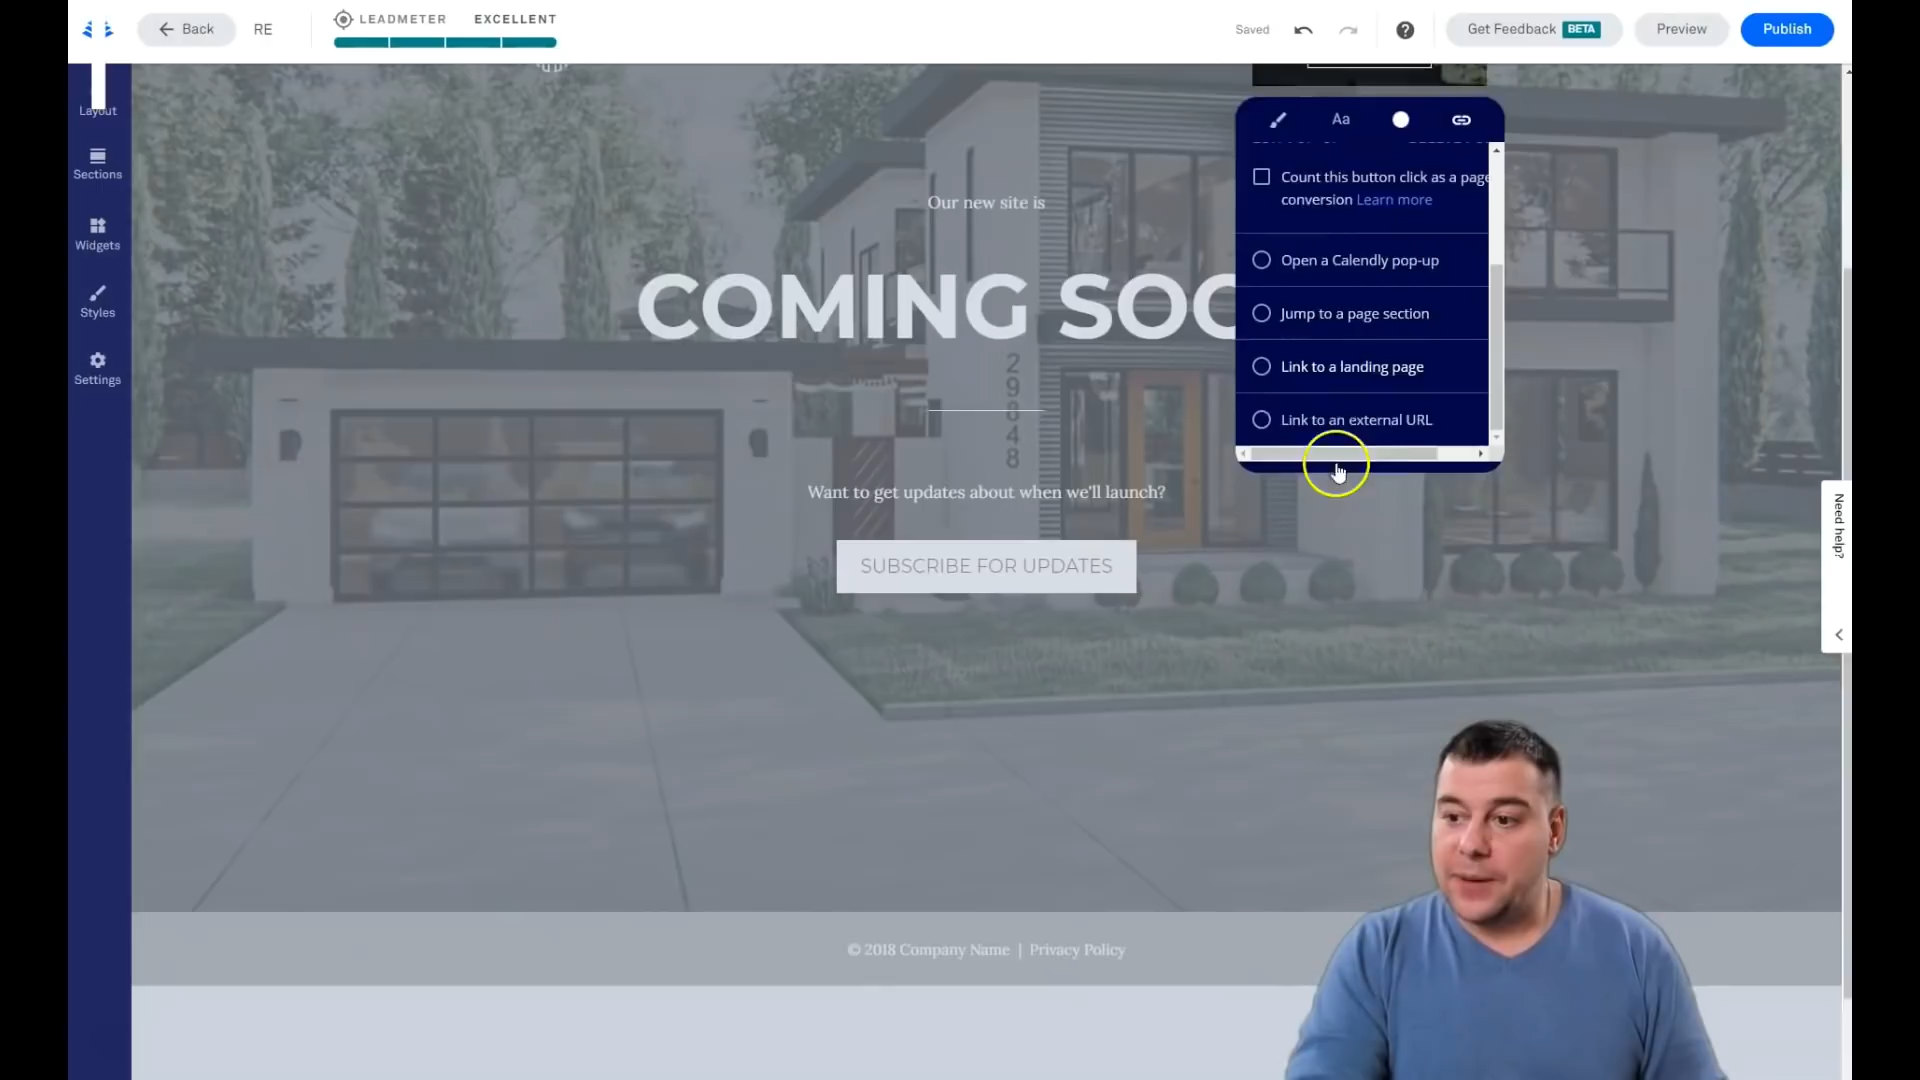 Back
RE
LEADMETER EXCELLENT
Saved
Get Feedback BETA
Preview
Publish
Layout
Sections
Widgets
Styles
Settings
Aa
Count this button click as a page
conversion Learn more
Open a Calendly pop-up
Jump to a page section
Link to a landing page
Link to an external URL
Our new site is
COMING SOO
2
9
8
4
8
Want to get updates about when we'll launch?
SUBSCRIBE FOR UPDATES
Need help?
© 2018 Company Name | Privacy Policy